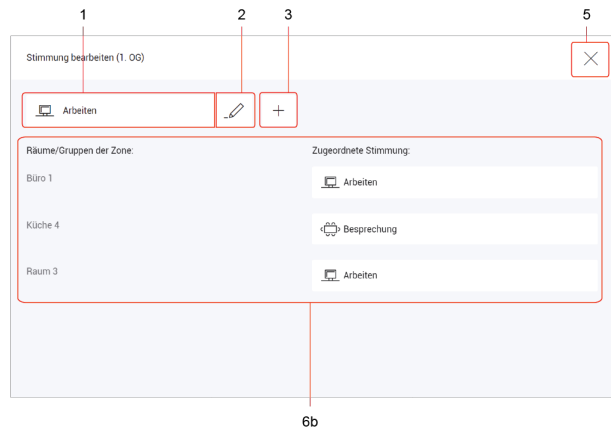 1 2 3 5
Stimmung bearbeiten (1. OG)
Arbeiten
Räume/Gruppen der Zone: Zugeordnete Stimmung:
Büro 1 Arbeiten
Küche 4 Besprechung
Raum 3 Arbeiten
6b